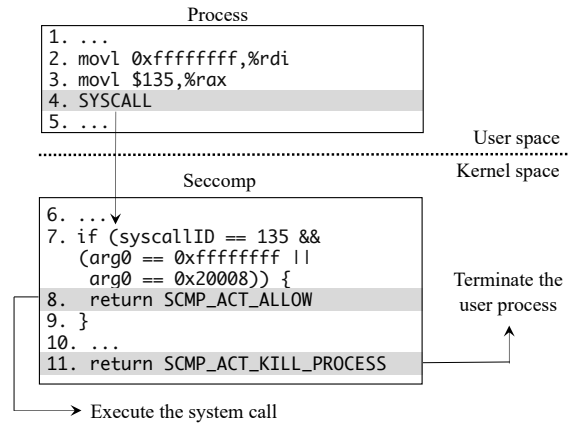 Process
1. ...
2. movl 0xffffffff,%rdi
3. movl $135,%rax
4. SYSCALL
5. ...
User space
Kernel space
Seccomp
6. ...
7. if (syscallID == 135 &&
(arg0 == 0xffffffff ||
arg0 == 0x20008)) {
8. return SCMP_ACT_ALLOW
9. }
10. ...
11. return SCMP_ACT_KILL_PROCESS
Terminate the
user process
Execute the system call